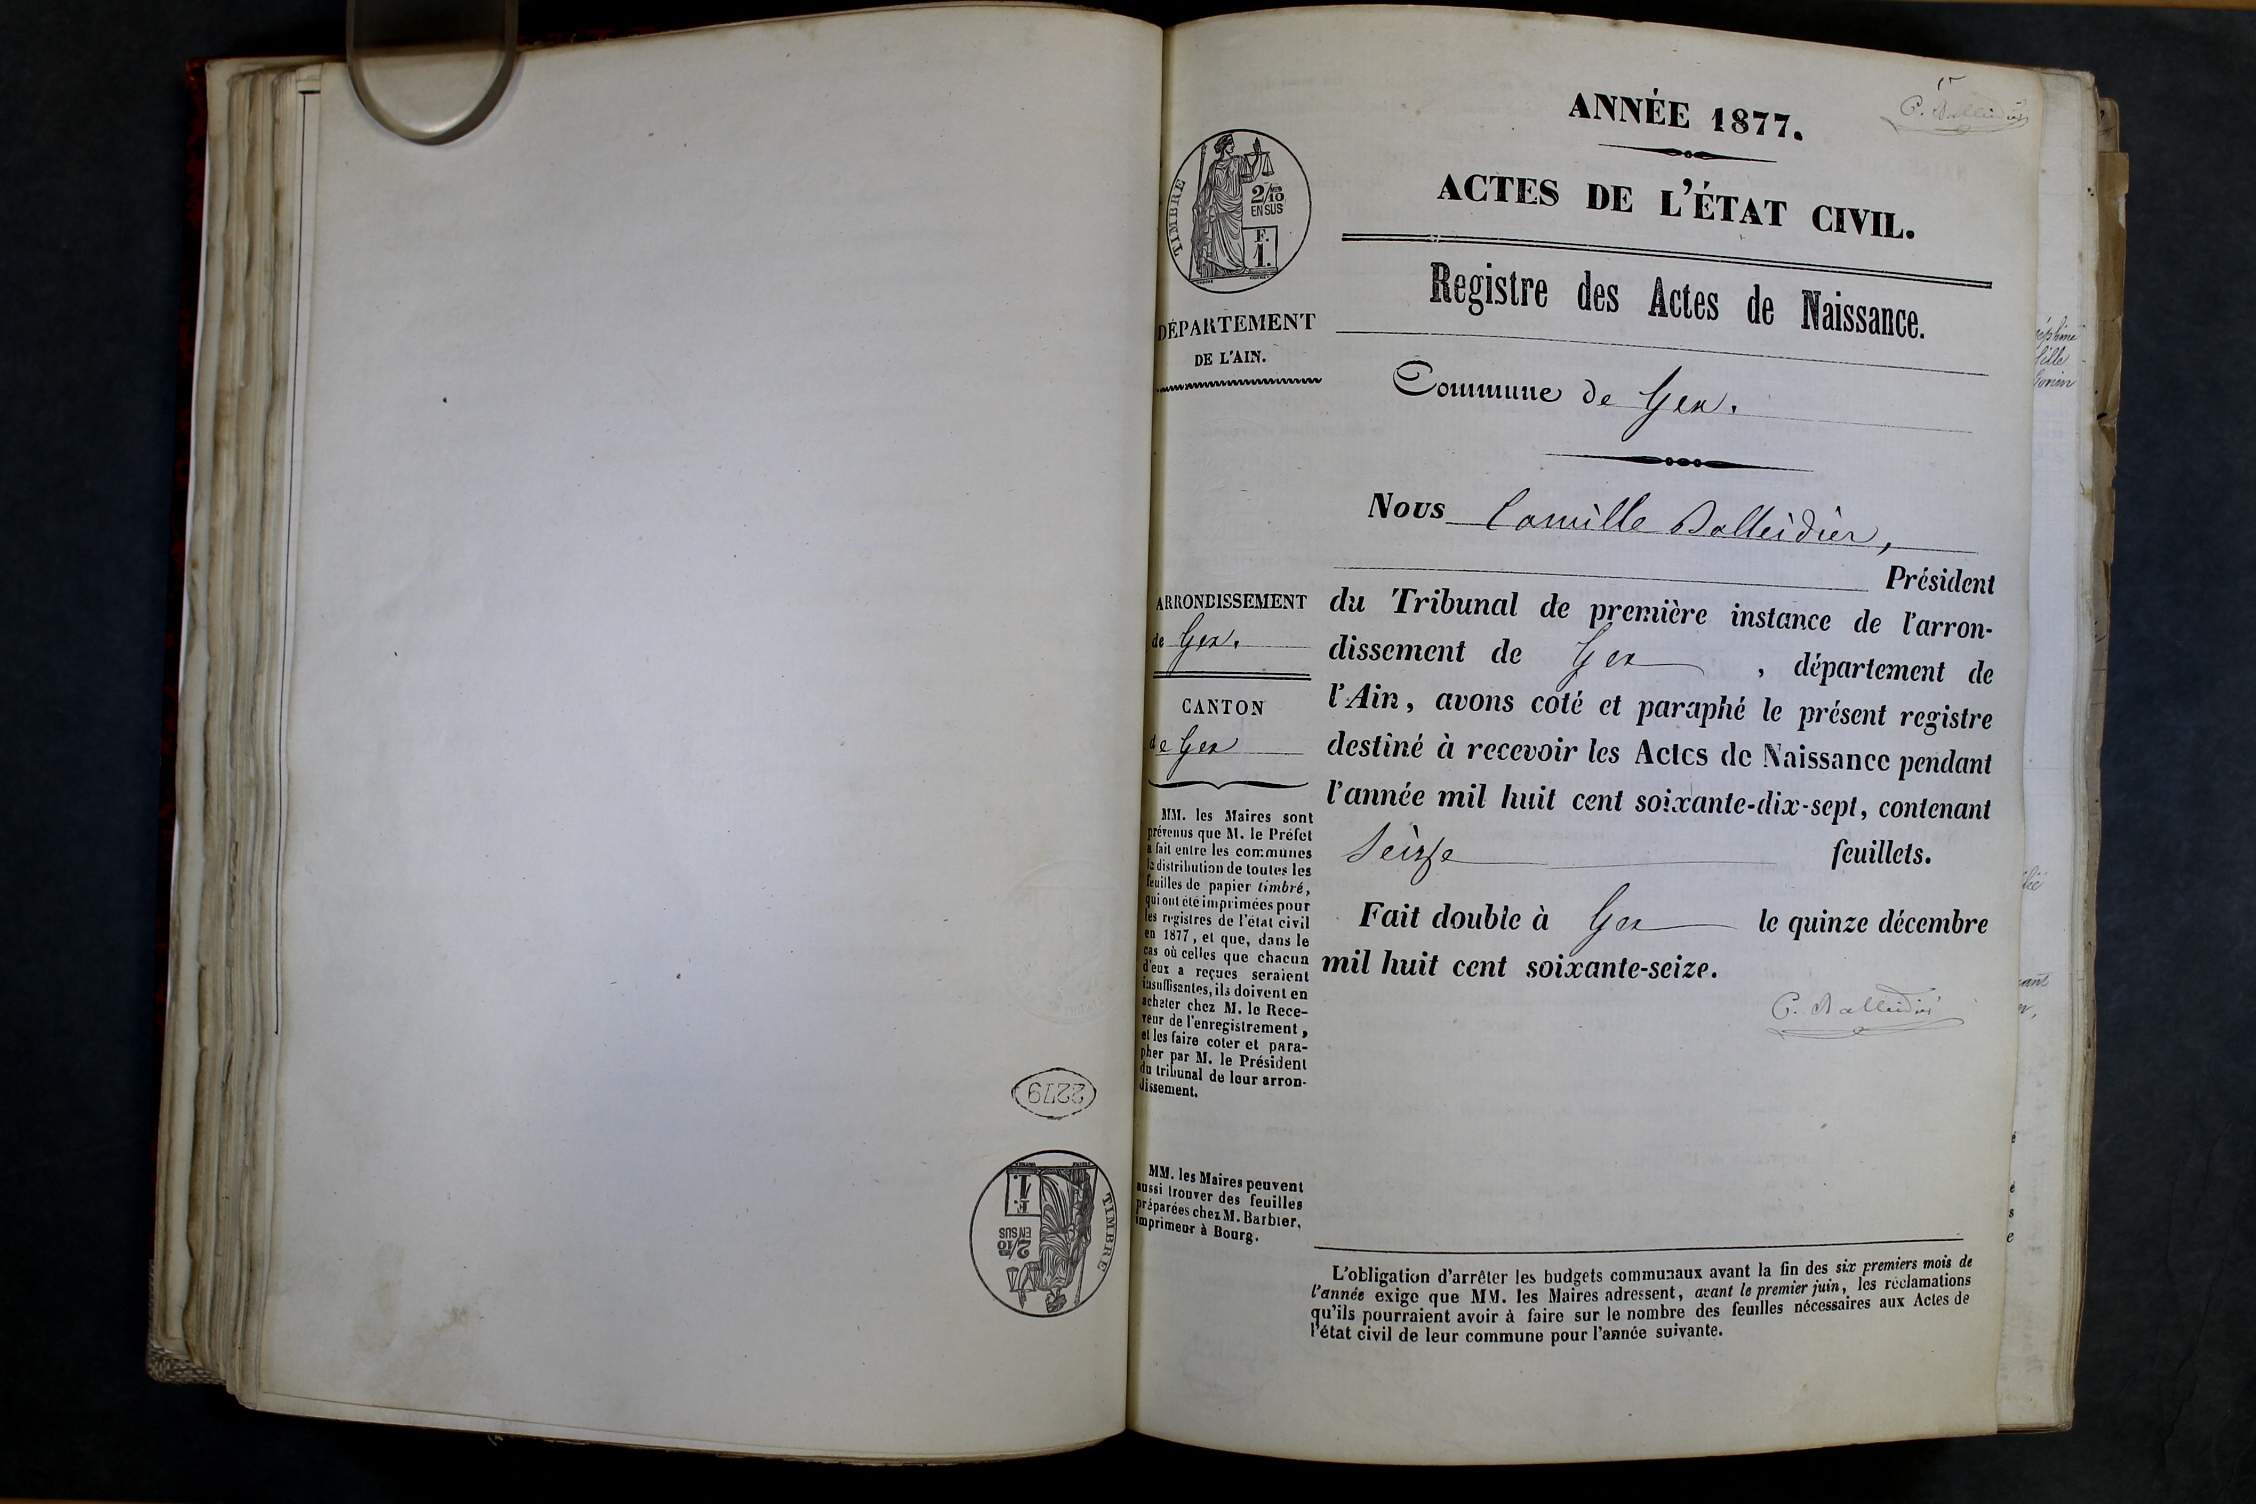 2279
TIMBRE
2/10 EN SUS
F. 1.
ANNÉE 1877.
ACTES DE L'ÉTAT CIVIL.
Registre des Actes de Naissance.
Commune de Gex.
Nous Camille Balleidier,
Président
du Tribunal de première instance de l'arron-
dissement de Gex, département de
l'Ain, avons coté et paraphé le présent registre
destiné à recevoir les Actes de Naissance pendant
l'année mil huit cent soixante-dix-sept, contenant
Seize feuillets.
Fait double à Gex le quinze décembre
mil huit cent soixante-seize.
C. Balleidier
L'obligation d'arrêter les budgets communaux avant la fin des six premiers mois de
l'année exige que MM. les Maires adressent, avant le premier juin, les réclamations
qu'ils pourraient avoir à faire sur le nombre des feuilles nécessaires aux Actes de
l'état civil de leur commune pour l'année suivante.
TIMBRE
2/10 EN SUS
F. 1.
DÉPARTEMENT
DE L'AIN.
ARRONDISSEMENT
de Gex.
CANTON
de Gex
MM. les Maires sont
prévenus que M. le Préfet
a fait entre les communes
la distribution de toutes les
feuilles de papier timbré,
qui ont été imprimées pour
les registres de l'état civil
en 1877, et que, dans le
cas où celles que chacun
d'eux a reçues seraient
insuffisantes, ils doivent en
acheter chez M. le Rece-
veur de l'enregistrement,
et les faire coter et para-
pher par M. le Président
du tribunal de leur arron-
dissement.
MM. les Maires peuvent
aussi trouver des feuilles
préparées chez M. Barbier,
imprimeur à Bourg.
C. Balleidier